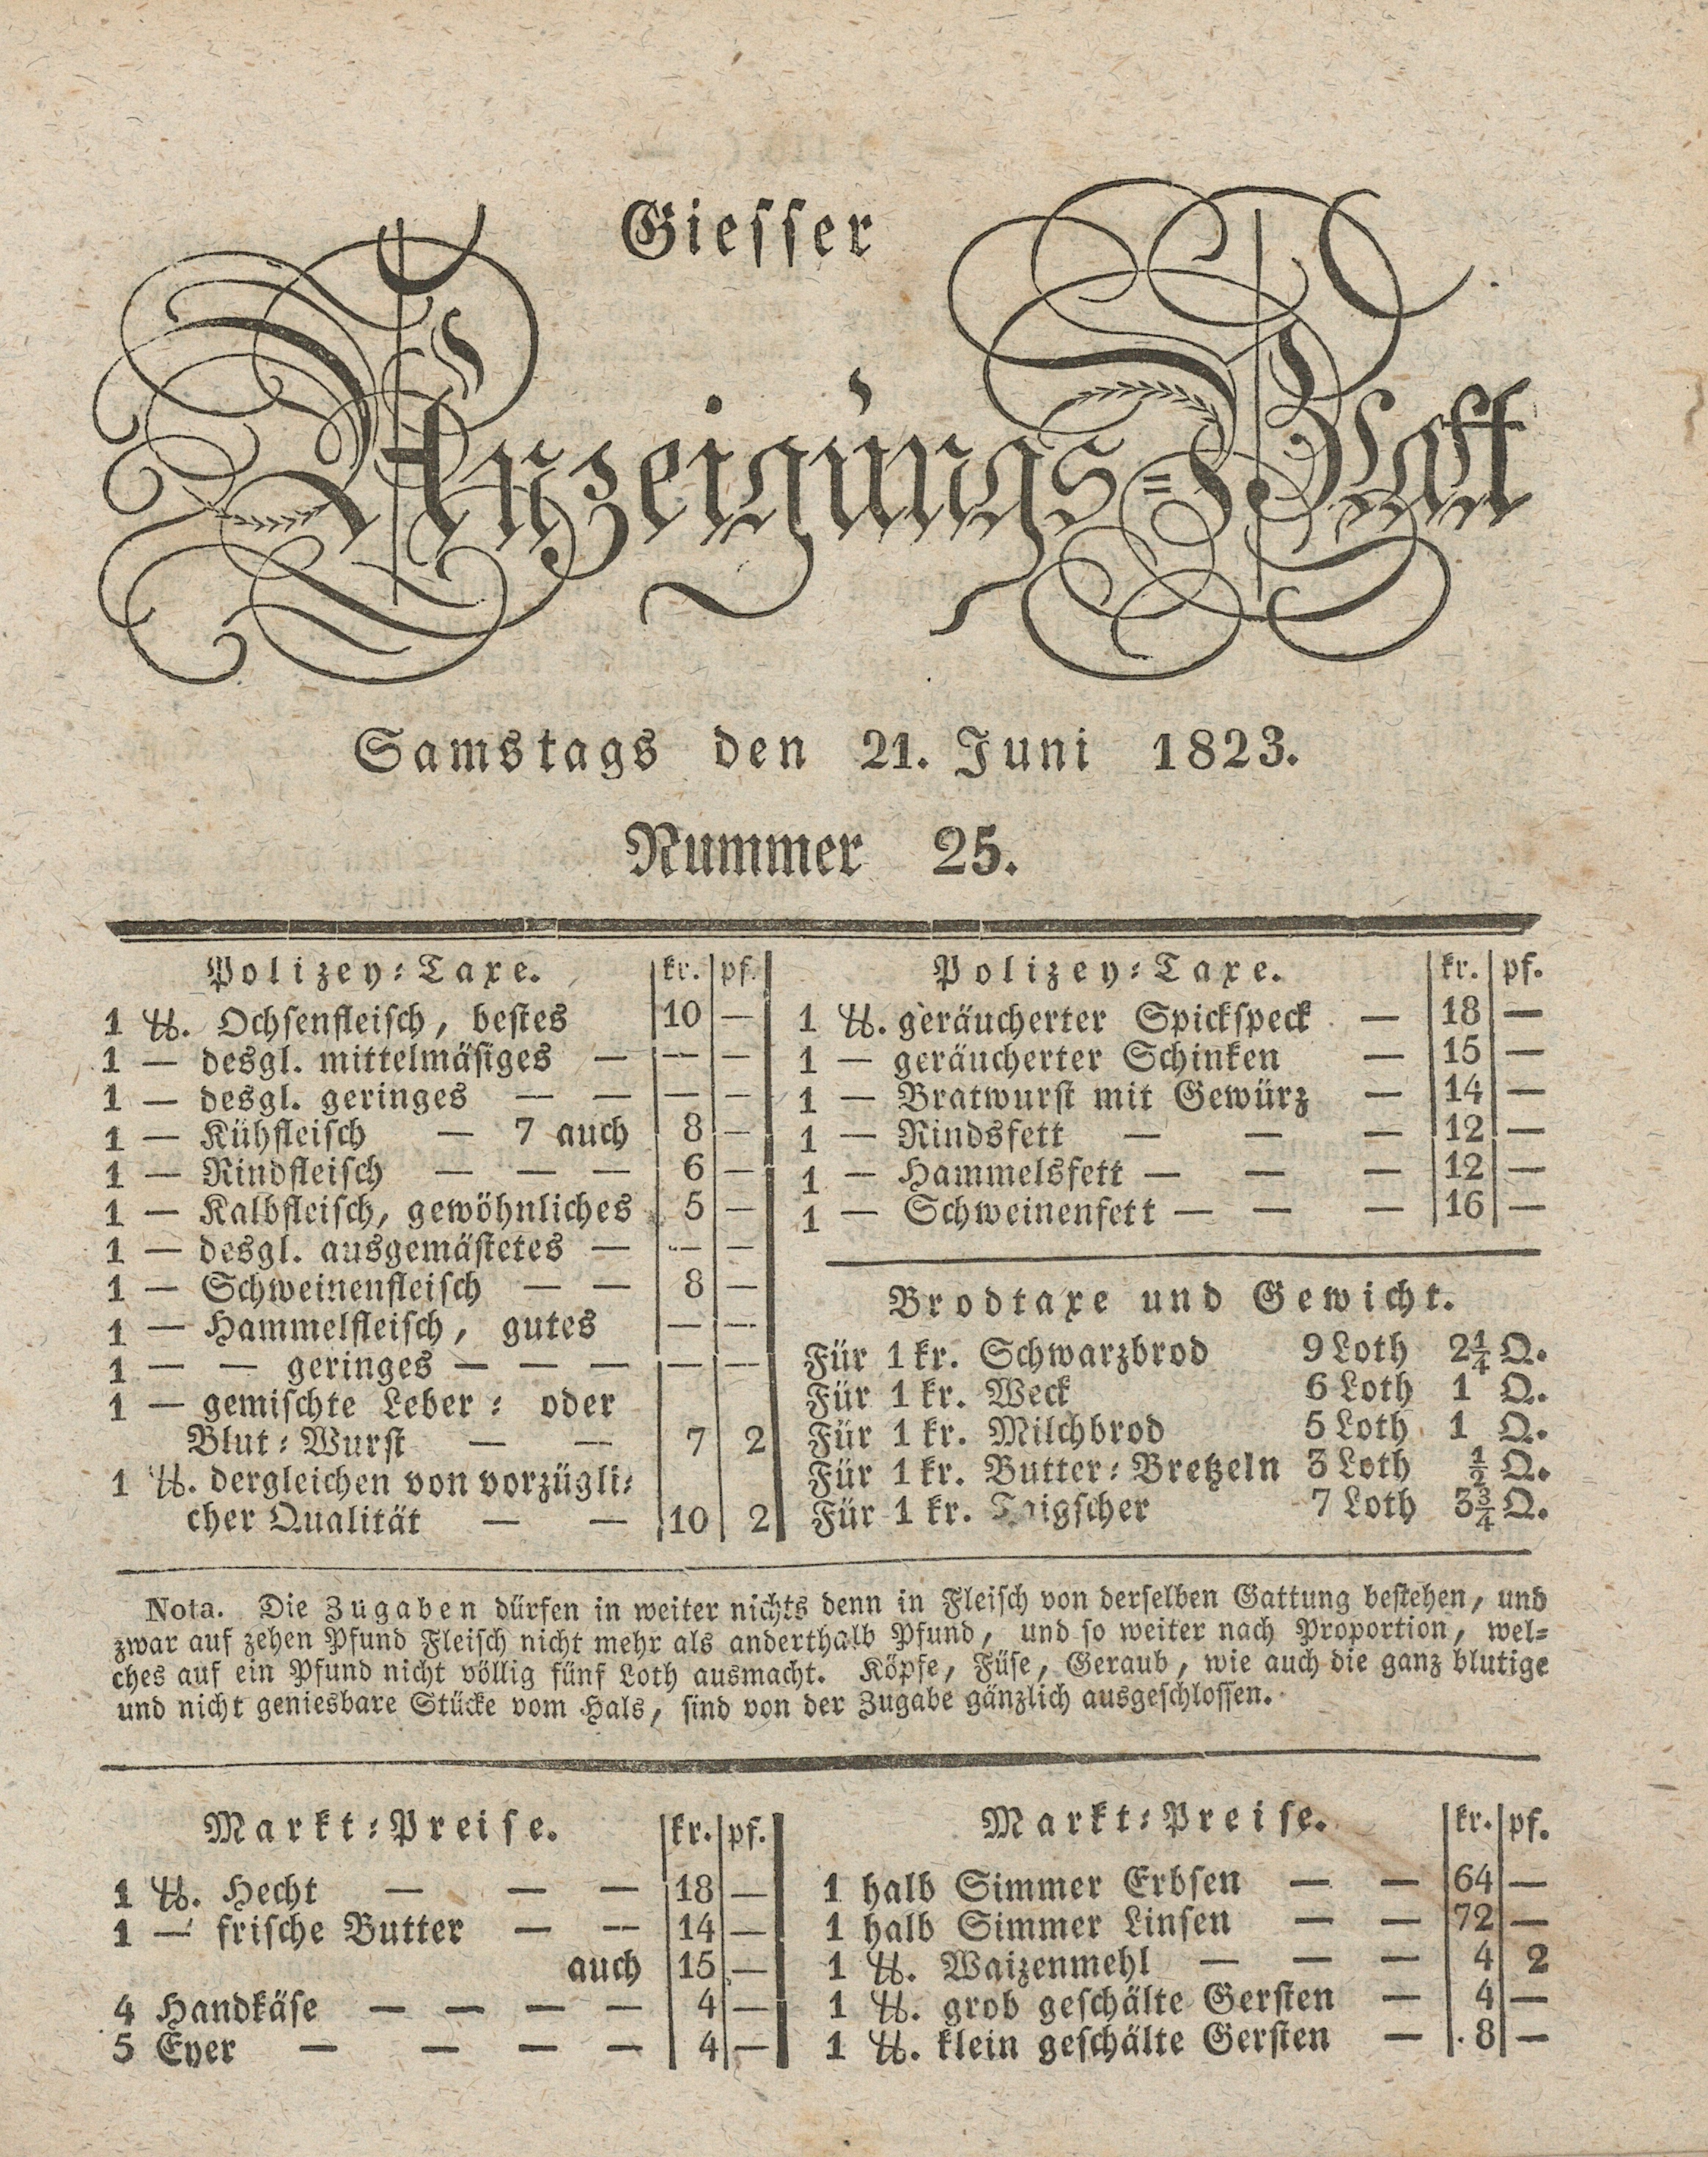 Giesser
Anzeigungs-Blatt
Samstags den 21. Juni 1823.
Nummer 25.
Polizey-Taxe. kr. pf.
1 ℔. Ochsenfleisch, bestes 10 —
1 — desgl. mittelmäsiges — — —
1 — desgl. geringes — — — —
1 — Kühfleisch — 7 auch 8 —
1 — Rindfleisch — — — 6 —
1 — Kalbfleisch, gewöhnliches 5 —
1 — desgl. ausgemästetes — — —
1 — Schweinenfleisch — — 8 —
1 — Hammelfleisch, gutes — —
1 — — geringes — — — — —
1 — gemischte Leber- oder
Blut-Wurst — — 7 2
1 ℔. dergleichen von vorzügli-
cher Qualität — — 10 2
Polizey-Taxe. kr. pf.
1 ℔. geräucherter Spickspeck — 18 —
1 — geräucherter Schinken — 15 —
1 — Bratwurst mit Gewürz — 14 —
1 — Rindsfett — — — 12 —
1 — Hammelsfett — — — 12 —
1 — Schweinenfett — — — 16 —
Brodtaxe und Gewicht.
Für 1 kr. Schwarzbrod 9 Loth 2¼ Q.
Für 1 kr. Weck 6 Loth 1 Q.
Für 1 kr. Milchbrod 5 Loth 1 Q.
Für 1 kr. Butter-Bretzeln 3 Loth ½ Q.
Für 1 kr. Taigscher 7 Loth 3¾ Q.
Nota. Die Zugaben dürfen in weiter nichts denn in Fleisch von derselben Gattung bestehen, und
zwar auf zehen Pfund Fleisch nicht mehr als anderthalb Pfund, und so weiter nach Proportion, wel-
ches auf ein Pfund nicht völlig fünf Loth ausmacht. Köpfe, Füse, Geraub, wie auch die ganz blutige
und nicht geniesbare Stücke vom Hals, sind von der Zugabe gänzlich ausgeschlossen.
Markt-Preise. kr. pf.
1 ℔. Hecht — — — 18 —
1 — frische Butter — — 14 —
auch 15 —
4 Handkäse — — — — 4 —
5 Eyer — — — — 4 —
Markt-Preise. kr. pf.
1 halb Simmer Erbsen — — 64 —
1 halb Simmer Linsen — — 72 —
1 ℔. Waizenmehl — — — 4 2
1 ℔. grob geschälte Gersten — 4 —
1 ℔. klein geschälte Gersten — 8 —